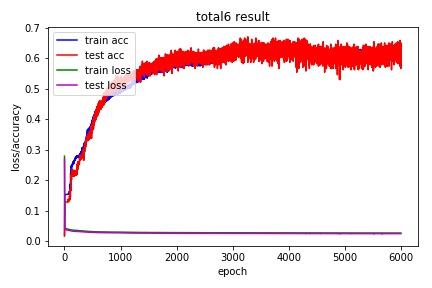 total6 result
train acc
test acc
train loss
test loss
loss/accuracy
0.7
0.6
0.5
0.4
0.3
0.2
0.1
0.0
0
1000
2000
3000
4000
5000
6000
epoch